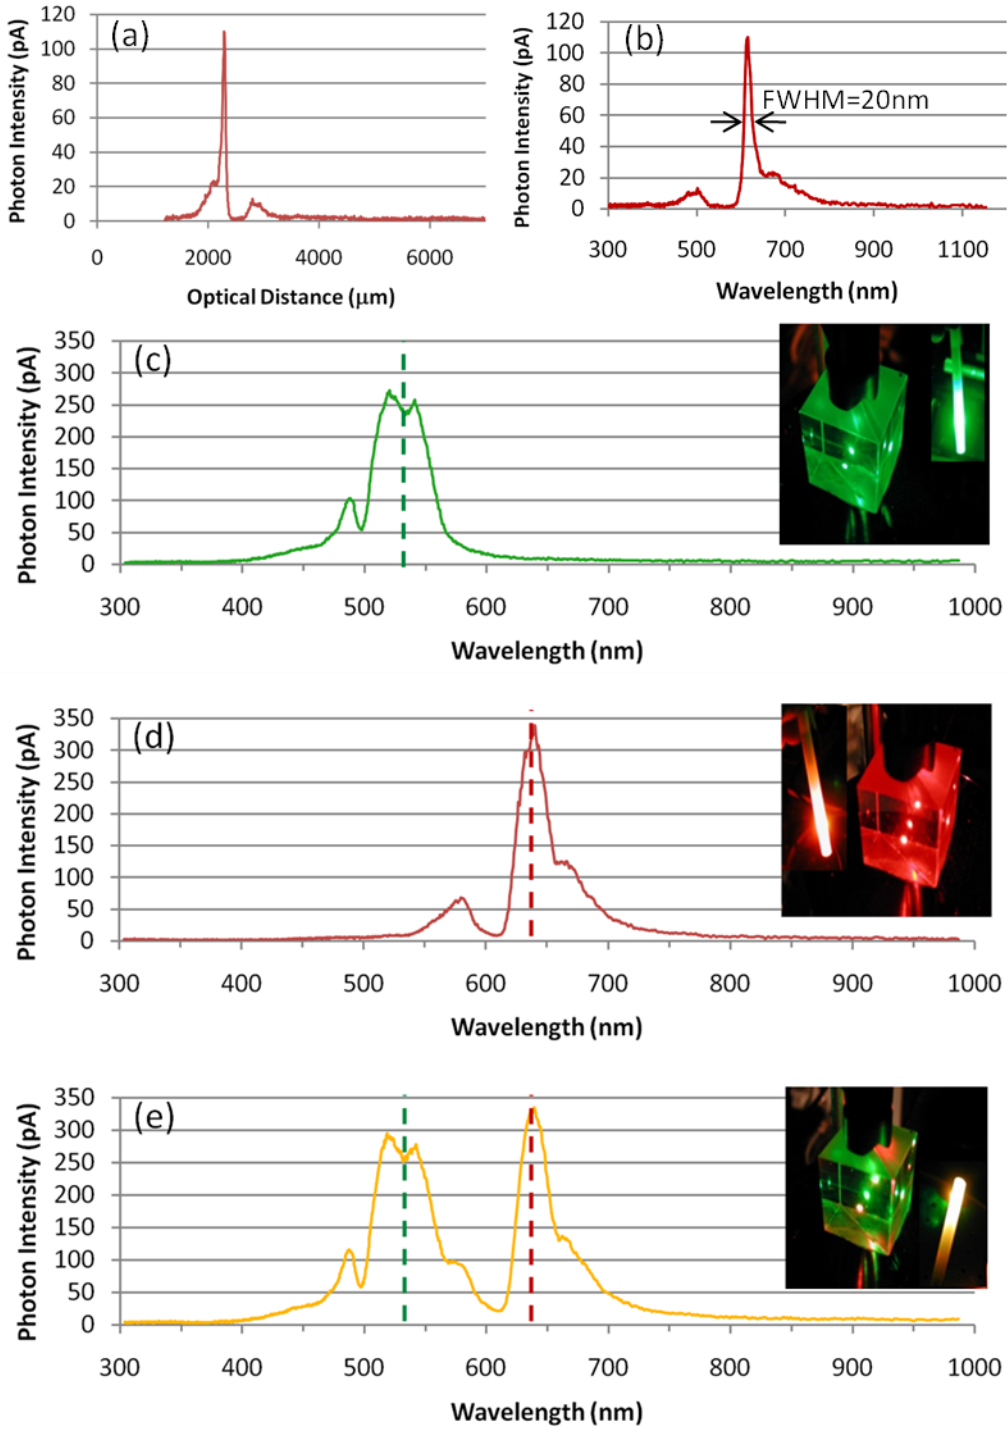 (a)
Photon Intensity (pA)
120
100
80
60
40
20
0
0 2000 4000 6000
Optical Distance (μm)
(b)
Photon Intensity (pA)
120
100
80
60
40
20
0
FWHM=20nm
300 500 700 900 1100
Wavelength (nm)
(c)
Photon Intensity (pA)
350
300
250
200
150
100
50
0
300 400 500 600 700 800 900 1000
Wavelength (nm)
(d)
Photon Intensity (pA)
350
300
250
200
150
100
50
0
300 400 500 600 700 800 900 1000
Wavelength (nm)
(e)
Photon Intensity (pA)
350
300
250
200
150
100
50
0
300 400 500 600 700 800 900 1000
Wavelength (nm)